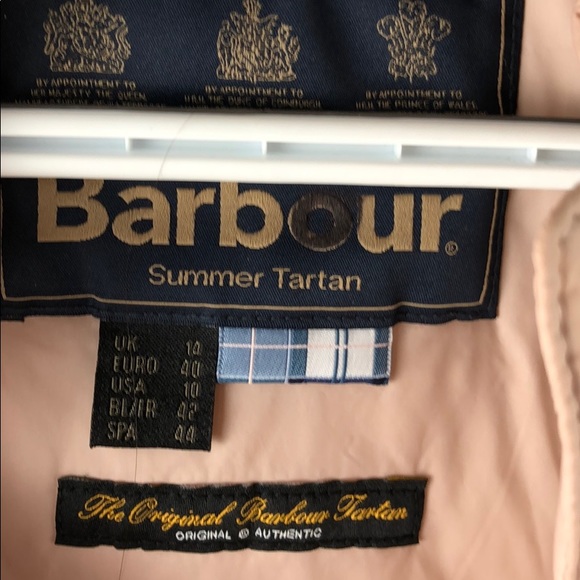 BY APPOINTMENT TO BY APPOINTMENT TO BY APPOINTMENT TO
HER MAJESTY THE QUEEN H.R.H. THE DUKE OF EDINBURGH H.R.H. THE PRINCE OF WALES
Barbour®
Summer Tartan
UK 14
EURO 40
USA 10
BL/FR 42
SPA 44
The Original Barbour Tartan
ORIGINAL & AUTHENTIC